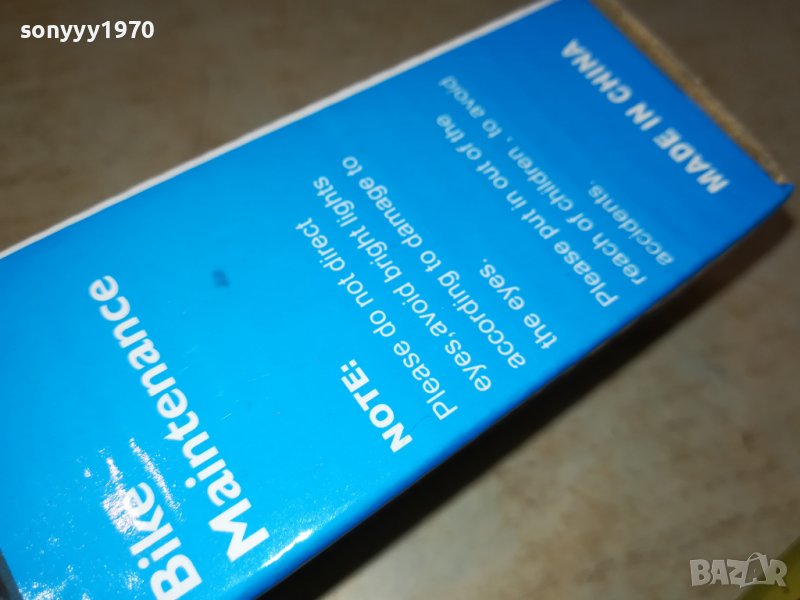 sonyyy1970
Bike
Maintenance
NOTE:
Please do not direct
eyes,avoid bright lights
according to damage to
the eyes.
Please put in out of the
reach of children , to avoid
accidents.
MADE IN CHINA
BAZAR